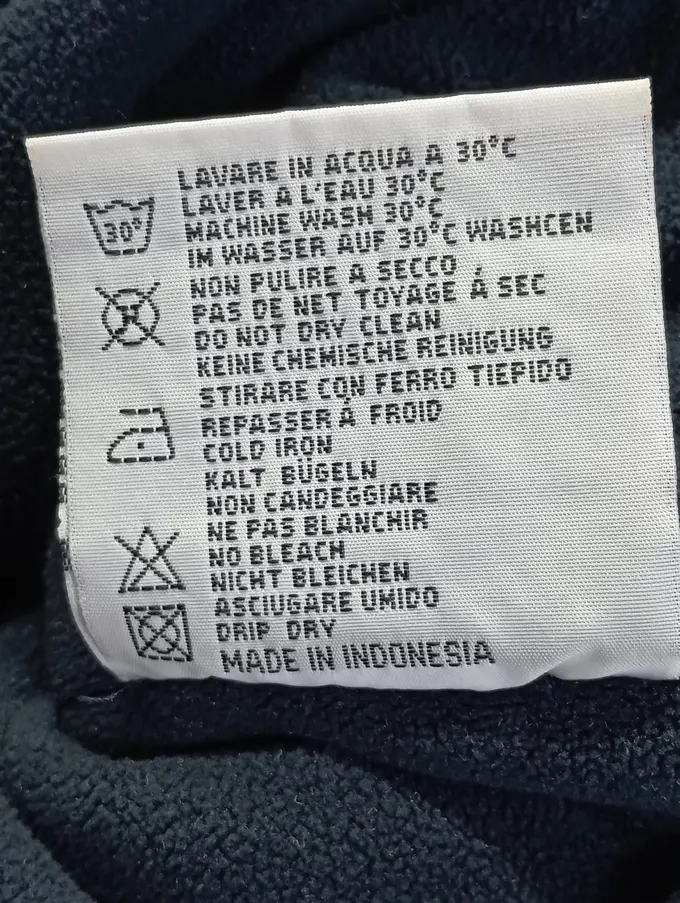 LAVARE IN ACQUA A 30°C
LAVER A L'EAU 30°C
MACHINE WASH 30°C
IM WASSER AUF 30°C WASHCEN
30°
NON PULIRE A SECCO
PAS DE NET TOYAGE Á SEC
DO NOT DRY CLEAN
KEINE CHEMISCHE REINIGUNG
STIRARE CON FERRO TIEPIDO
REPASSER À FROID
COLD IRON
KALT BÜGELN
NON CANDEGGIARE
NE PAS BLANCHIR
NO BLEACH
NICHT BLEICHEN
ASCIUGARE UMIDO
DRIP DRY
MADE IN INDONESIA